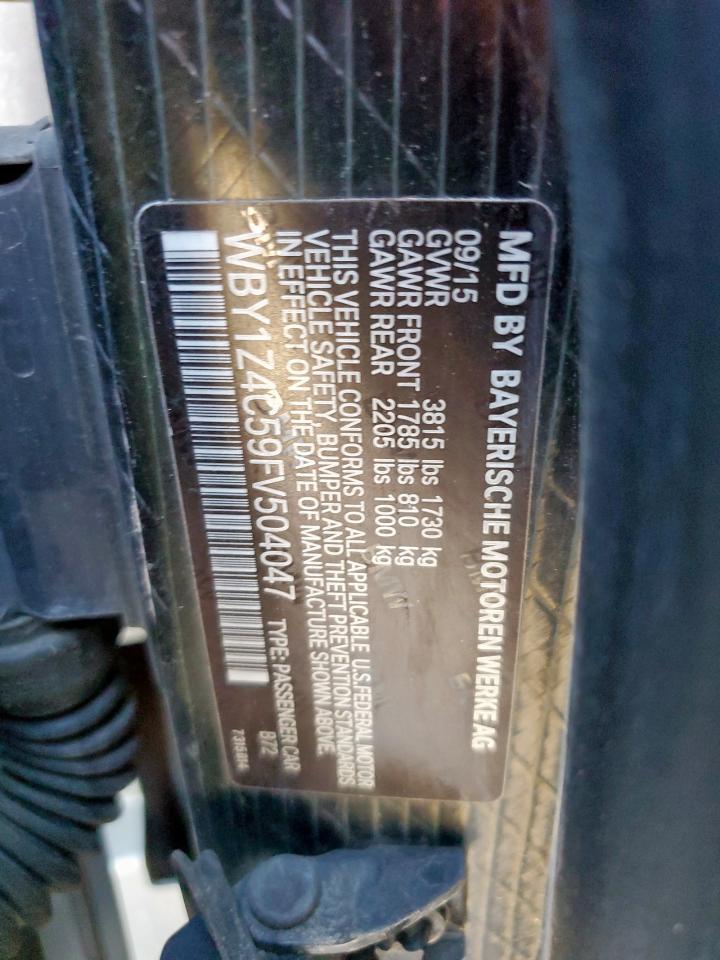 MFD BY BAYERISCHE MOTOREN WERKE AG
09/15
GVWR 3815 lbs 1730 kg
GAWR FRONT 1785 lbs 810 kg
GAWR REAR 2205 lbs 1000 kg
THIS VEHICLE CONFORMS TO ALL APPLICABLE U.S. FEDERAL MOTOR
VEHICLE SAFETY, BUMPER AND THEFT PREVENTION STANDARDS
IN EFFECT ON THE DATE OF MANUFACTURE SHOWN ABOVE.
WBY1Z4C59FV504047 TYPE: PASSENGER CAR
B72